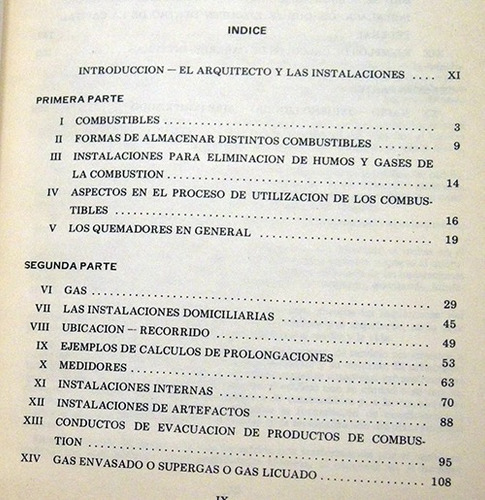 INDICE
INTRODUCCION — EL ARQUITECTO Y LAS INSTALACIONES .... XI
PRIMERA PARTE
I COMBUSTIBLES ........ 3
II FORMAS DE ALMACENAR DISTINTOS COMBUSTIBLES ........ 9
III INSTALACIONES PARA ELIMINACION DE HUMOS Y GASES DE
LA COMBUSTION ........ 14
IV ASPECTOS EN EL PROCESO DE UTILIZACION DE LOS COMBUS-
TIBLES ........ 16
V LOS QUEMADORES EN GENERAL ........ 19
SEGUNDA PARTE
VI GAS ........ 29
VII LAS INSTALACIONES DOMICILIARIAS ........ 45
VIII UBICACION — RECORRIDO ........ 49
IX EJEMPLOS DE CALCULOS DE PROLONGACIONES ........ 53
X MEDIDORES ........ 63
XI INSTALACIONES INTERNAS ........ 70
XII INSTALACIONES DE ARTEFACTOS ........ 88
XIII CONDUCTOS DE EVACUACION DE PRODUCTOS DE COMBUS-
TION ........ 95
XIV GAS ENVASADO O SUPERGAS O GAS LICUADO ........ 108
IX